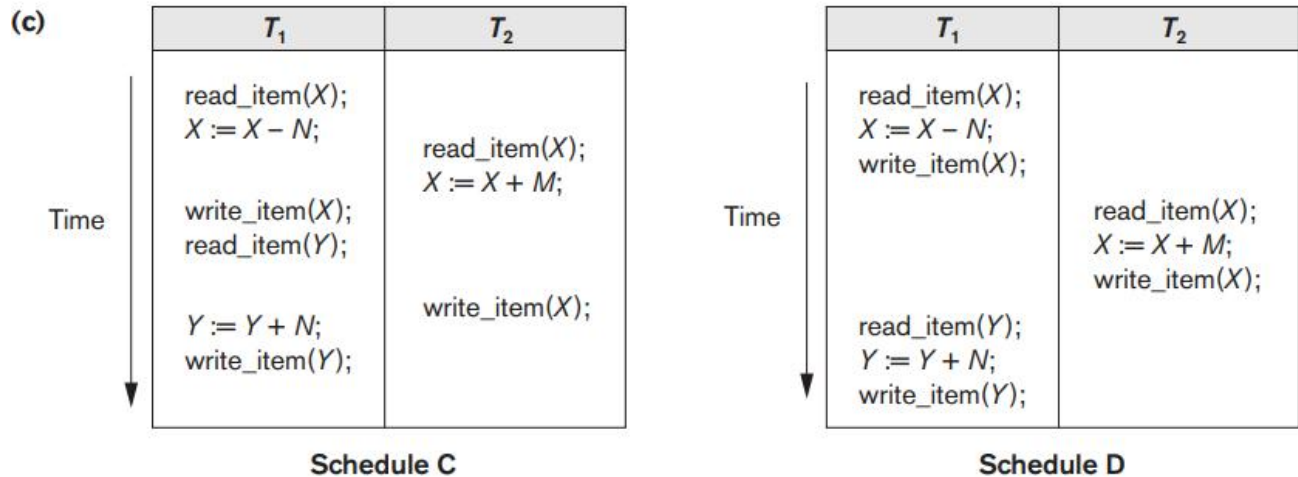 (c)
T₁ T₂
Time
read_item(X);
X := X – N;
read_item(X);
X := X + M;
write_item(X);
read_item(Y);
write_item(X);
Y := Y + N;
write_item(Y);
Schedule C
T₁ T₂
Time
read_item(X);
X := X – N;
write_item(X);
read_item(X);
X := X + M;
write_item(X);
read_item(Y);
Y := Y + N;
write_item(Y);
Schedule D